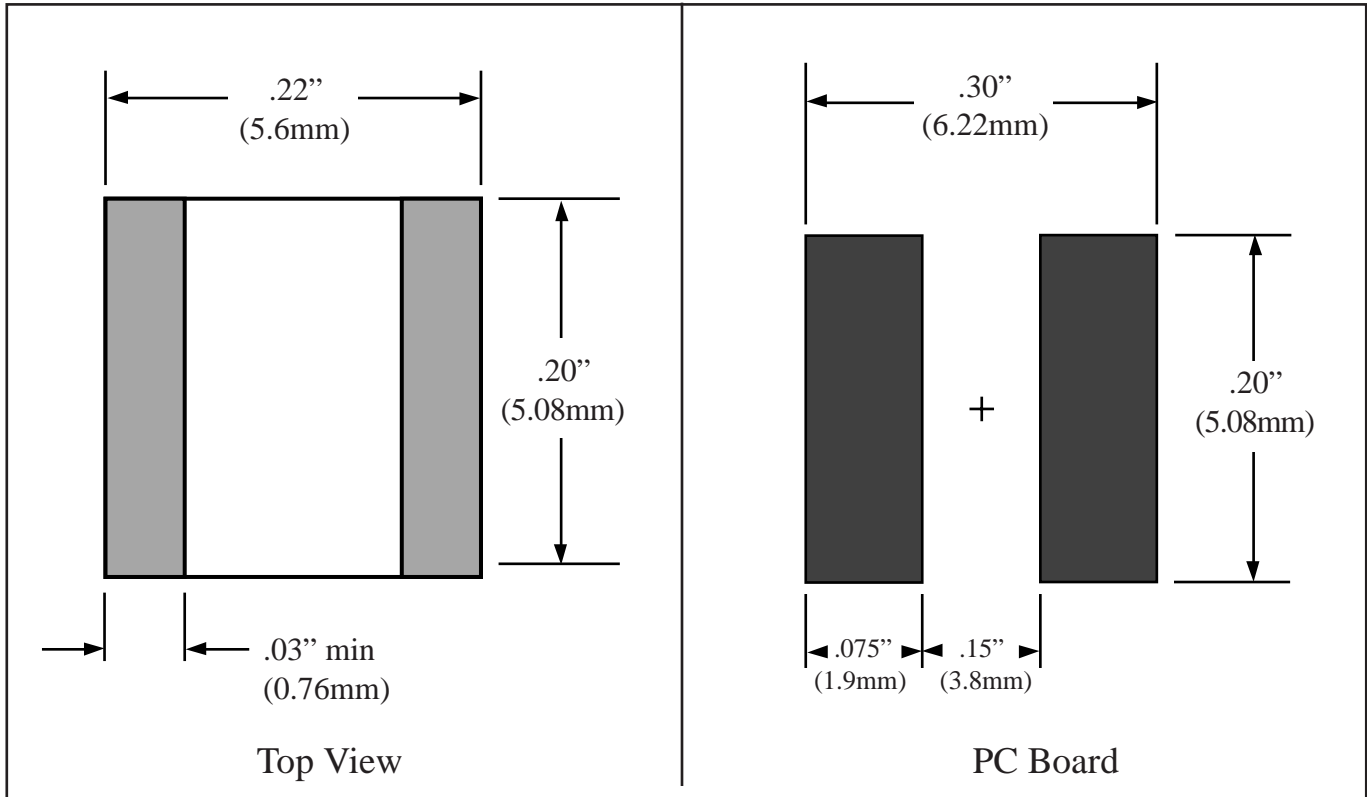 .22”
(5.6mm)
.20”
(5.08mm)
.03” min
(0.76mm)
Top View
.30”
(6.22mm)
+
.20”
(5.08mm)
.075”
(1.9mm)
.15”
(3.8mm)
PC Board